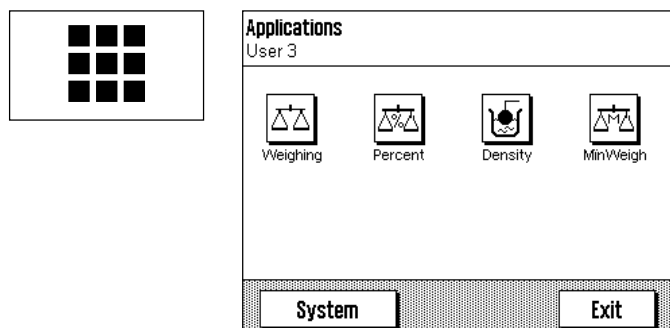 Applications
User 3
Weighing Percent Density MinWeigh
System Exit